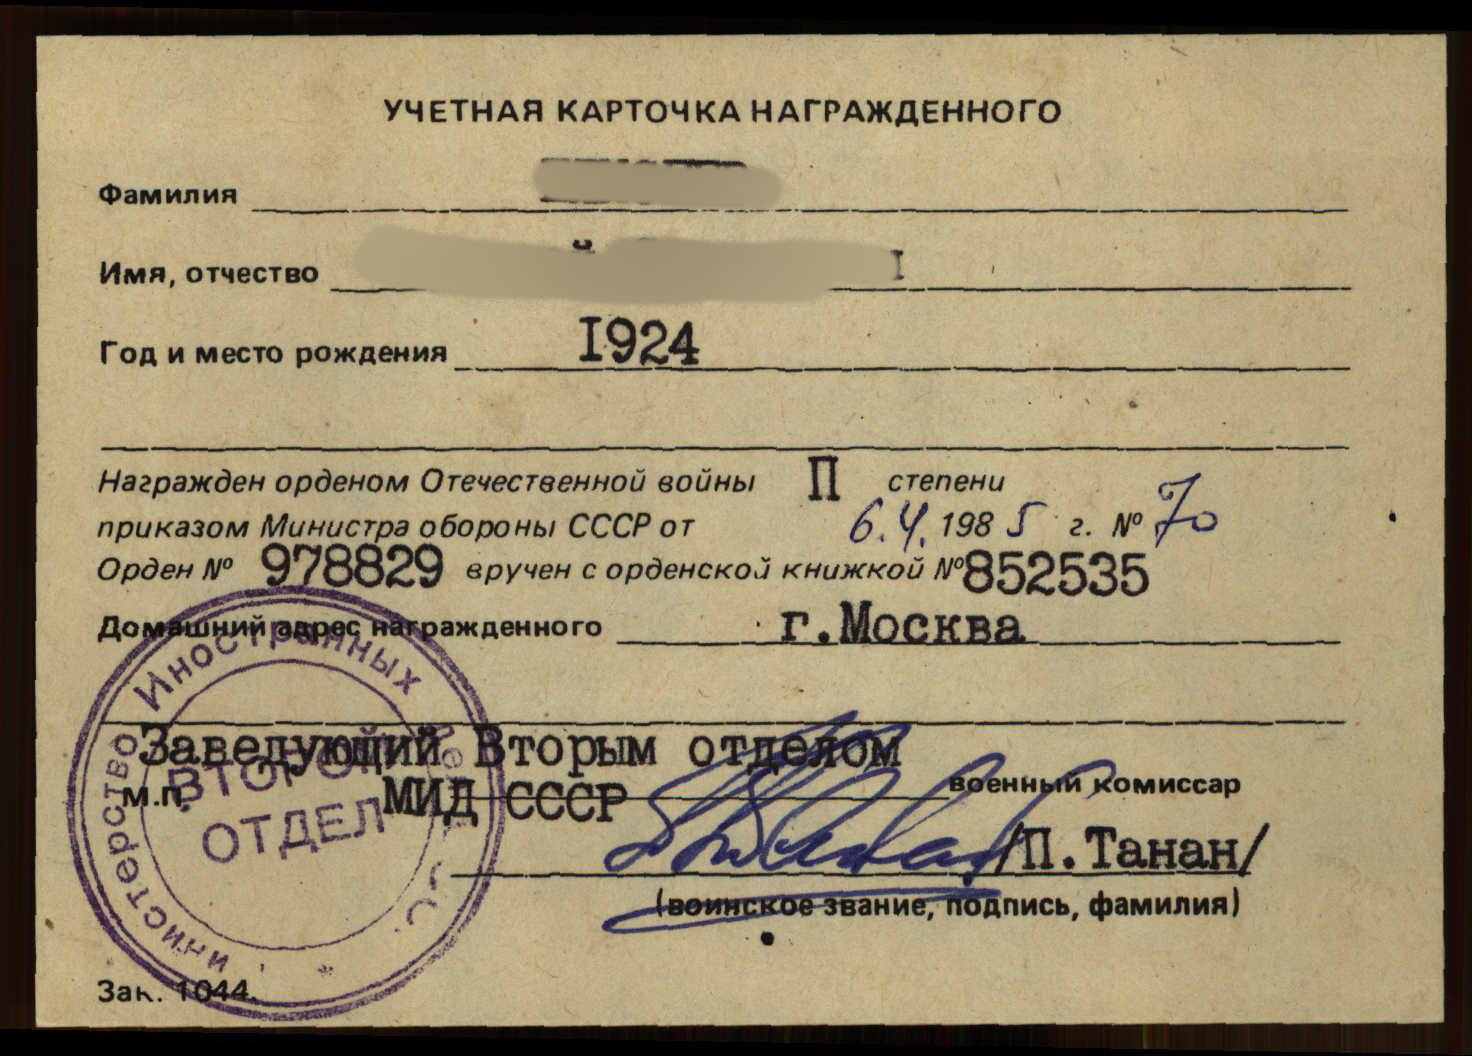 УЧЕТНАЯ КАРТОЧКА НАГРАЖДЕННОГО
Фамилия
Имя, отчество
Год и место рождения I924
Награжден орденом Отечественной войны П степени
приказом Министра обороны СССР от 6.4. 1985 г. № 70
Орден № 978829 вручен с орденской книжкой № 852535
Домашний адрес награжденного г.Москва
Заведующий Вторым отделом
м.п. МИД СССР военный комиссар
/П.Танан/
(воинское звание, подпись, фамилия)
Министерство Иностранных
ВТОРОЙ
ОТДЕЛ
Зак. 1044.